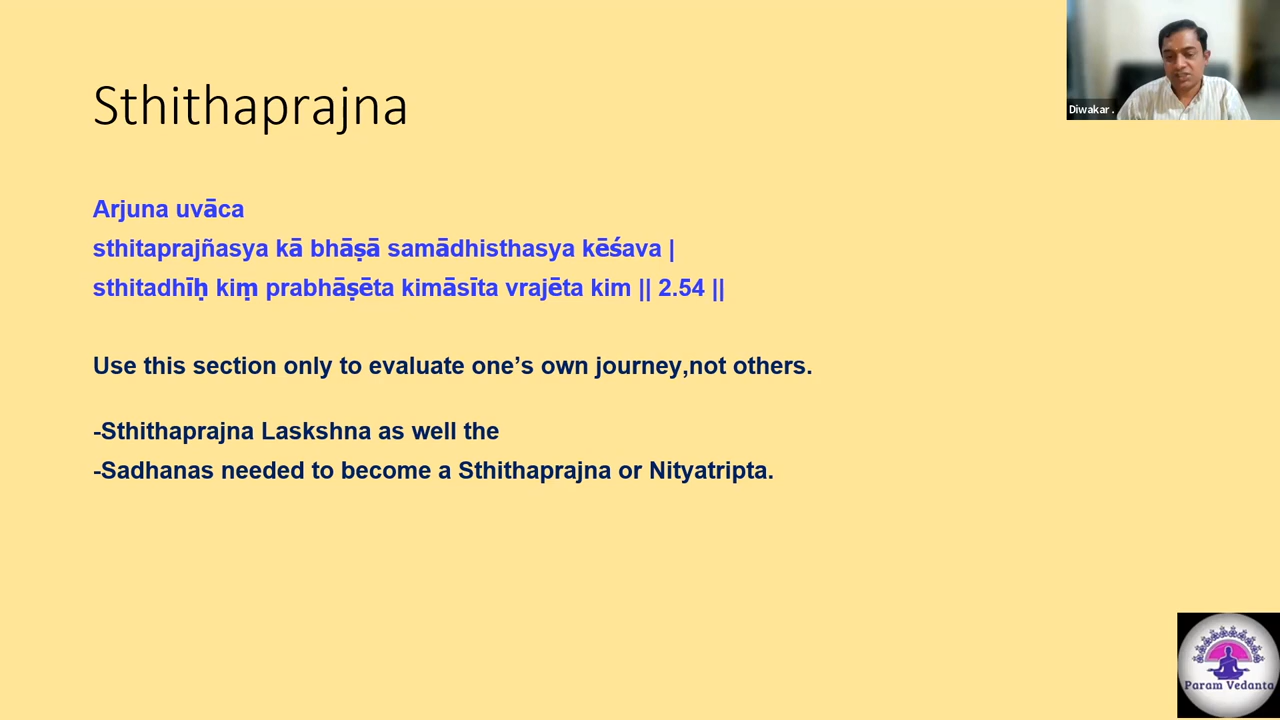 Sthithaprajna
Diwakar .
Arjuna uvāca
sthitaprajñasya kā bhāṣā samādhisthasya kēśava |
sthitadhīḥ kiṃ prabhāṣēta kimāsīta vrajēta kim || 2.54 ||
Use this section only to evaluate one’s own journey,not others.
-Sthithaprajna Laskshna as well the
-Sadhanas needed to become a Sthithaprajna or Nityatripta.
Param Vedanta